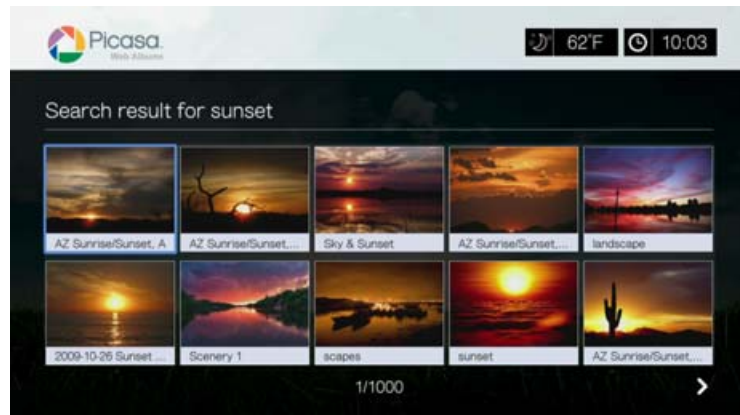 Picasa.
Web Albums
62°F
10:03
Search result for sunset
AZ Sunrise/Sunset, A
AZ Sunrise/Sunset,...
Sky & Sunset
AZ Sunrise/Sunset,...
landscape
2009-10-26 Sunset ...
Scenery 1
scapes
sunset
AZ Sunrise/Sunset,...
1/1000